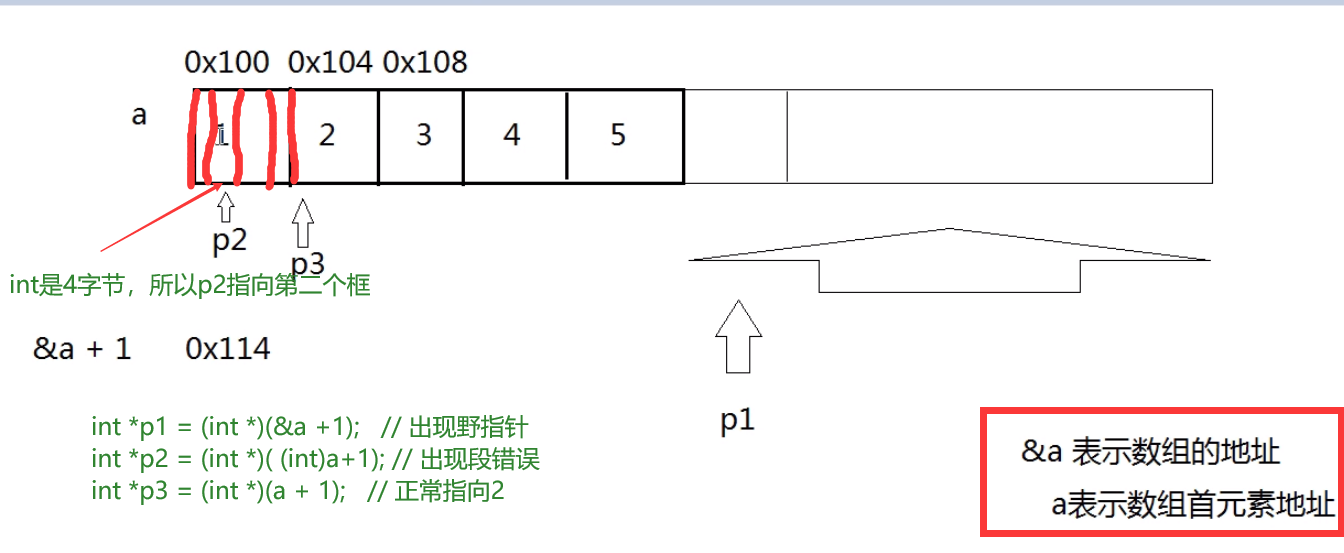 0x100 0x104 0x108
a
1 2 3 4 5
p2
p3
int是4字节，所以p2指向第二个框
&a + 1 0x114
p1
int *p1 = (int *)(&a +1); // 出现野指针
int *p2 = (int *)( (int)a+1); // 出现段错误
int *p3 = (int *)(a + 1); // 正常指向2
&a 表示数组的地址
a表示数组首元素地址